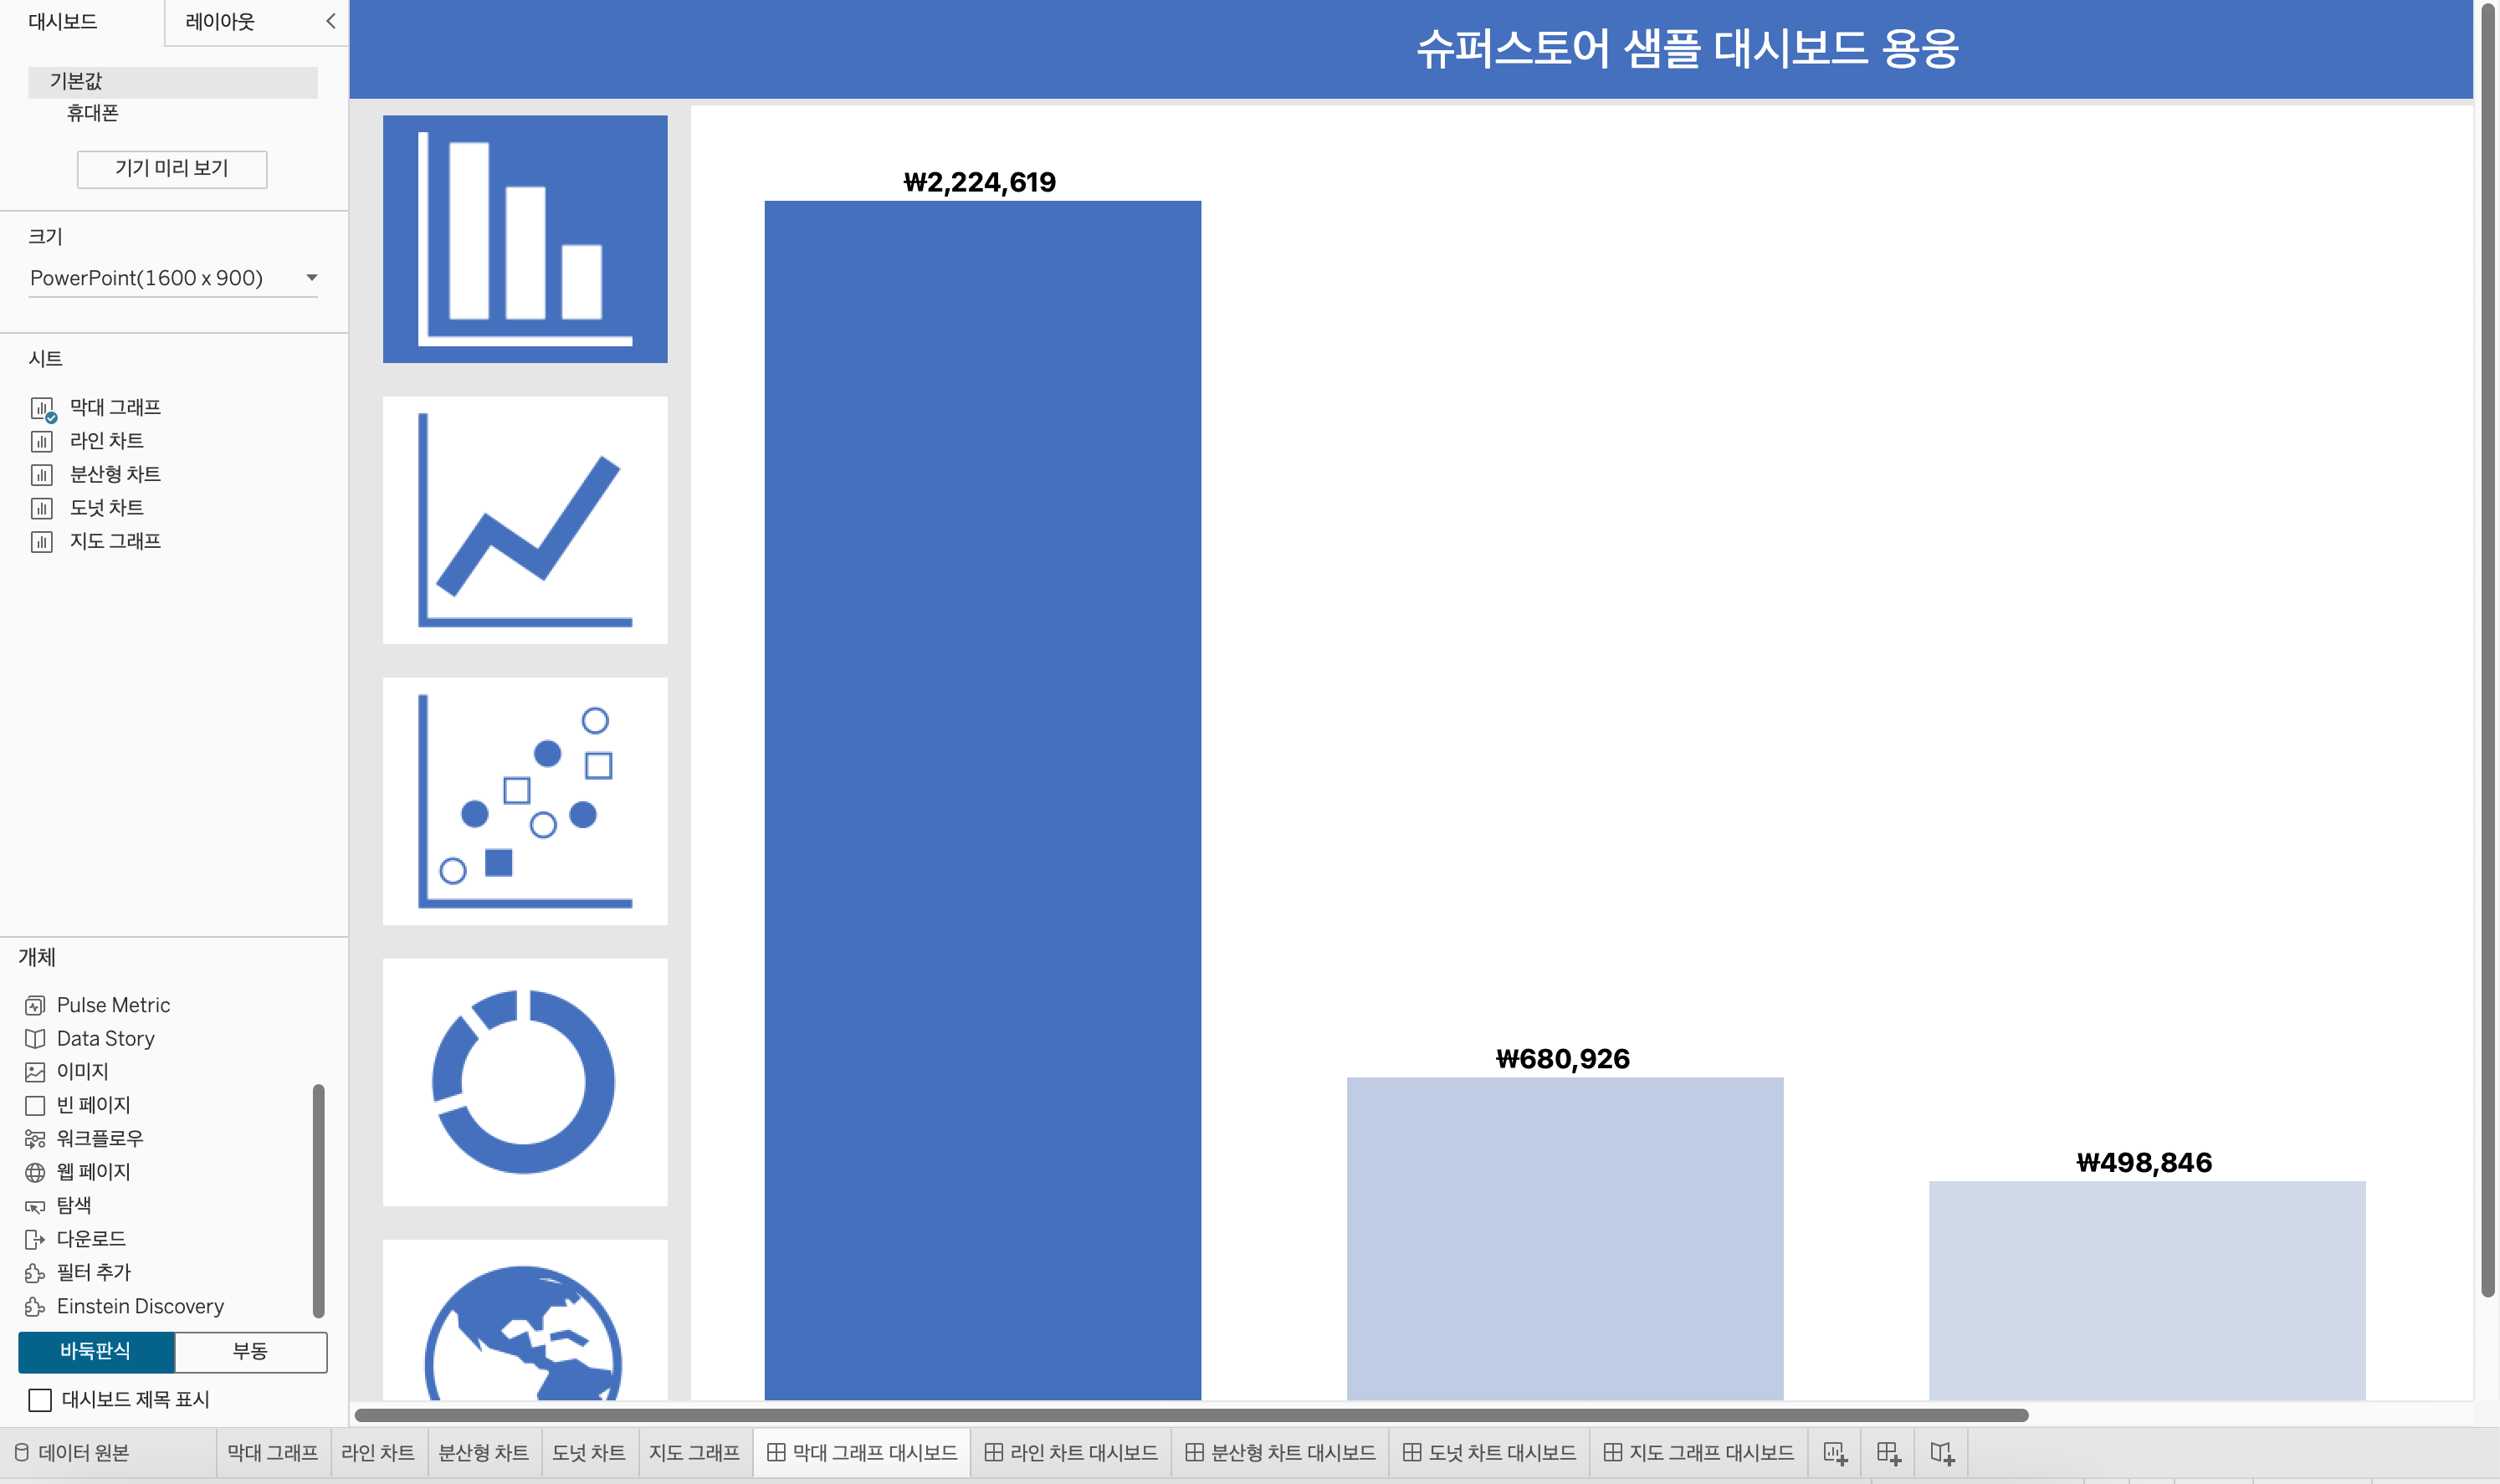 대시보드
레이아웃
기본값
휴대폰
기기 미리 보기
크기
PowerPoint(1600 x 900)
시트
막대 그래프
라인 차트
분산형 차트
도넛 차트
지도 그래프
개체
Pulse Metric
Data Story
이미지
빈 페이지
워크플로우
웹 페이지
탐색
다운로드
필터 추가
Einstein Discovery
바둑판식
부동
대시보드 제목 표시
슈퍼스토어 샘플 대시보드 용웅
₩2,224,619
₩680,926
₩498,846
데이터 원본
막대 그래프
라인 차트
분산형 차트
도넛 차트
지도 그래프
막대 그래프 대시보드
라인 차트 대시보드
분산형 차트 대시보드
도넛 차트 대시보드
지도 그래프 대시보드